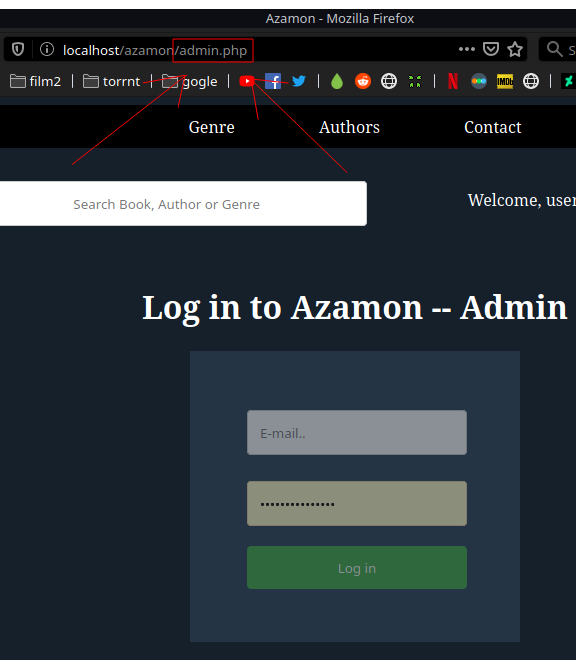 Azamon - Mozilla Firefox
localhost/azamon/admin.php
film2 | torrnt gogle
Genre Authors Contact
Search Book, Author or Genre
Welcome, user
Log in to Azamon -- Admin
E-mail..
•••••••••••••••
Log in